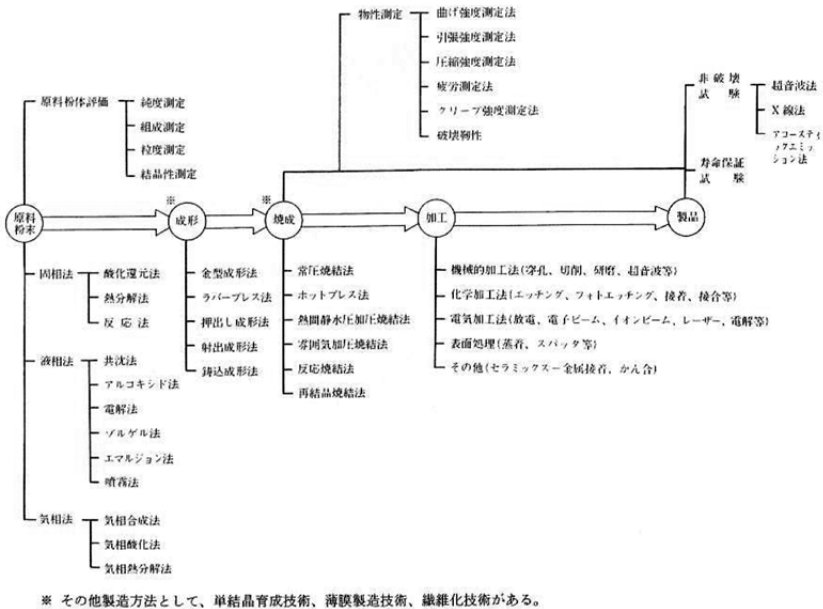 物性測定
曲げ強度測定法
引張強度測定法
圧縮強度測定法
疲労測定法
クリープ強度測定法
破壊靱性
非破壊
試験
超音波法
X線法
アコースティ
ックエミッ
ション法
寿命保証
試験
原料粉体評価
純度測定
組成測定
粒度測定
結晶性測定
原料
粉末
※
成形
※
焼成
加工
製品
固相法
酸化還元法
熱分解法
反応法
液相法
共沈法
アルコキシド法
電解法
ゾルゲル法
エマルジョン法
噴霧法
気相法
気相合成法
気相酸化法
気相熱分解法
金型成形法
ラバープレス法
押出し成形法
射出成形法
鋳込成形法
常圧焼結法
ホットプレス法
熱間静水圧加圧焼結法
雰囲気加圧焼結法
反応焼結法
再結晶焼結法
機械的加工法(穿孔、切削、研磨、超音波等)
化学加工法(エッチング、フォトエッチング、接着、接合等)
電気加工法(放電、電子ビーム、イオンビーム、レーザー、電解等)
表面処理(蒸着、スパッタ等)
その他(セラミックス−金属接着、かん合)
※ その他製造方法として、単結晶育成技術、薄膜製造技術、繊維化技術がある。